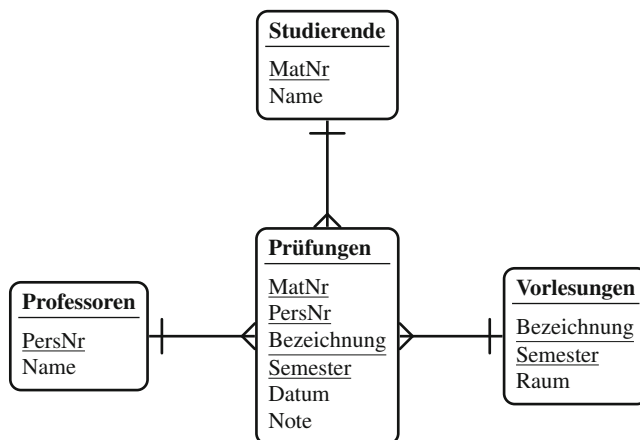 Studierende
MatNr
Name
Prüfungen
MatNr
PersNr
Bezeichnung
Semester
Datum
Note
Professoren
PersNr
Name
Vorlesungen
Bezeichnung
Semester
Raum